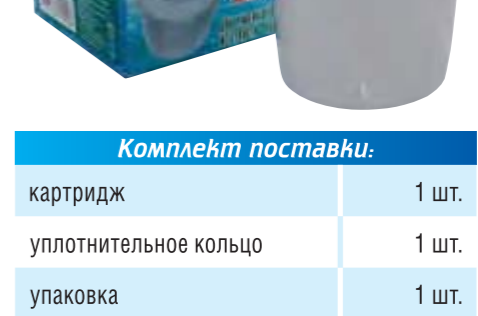 Комплект поставки:
картридж 1 шт.
уплотнительное кольцо 1 шт.
упаковка 1 шт.